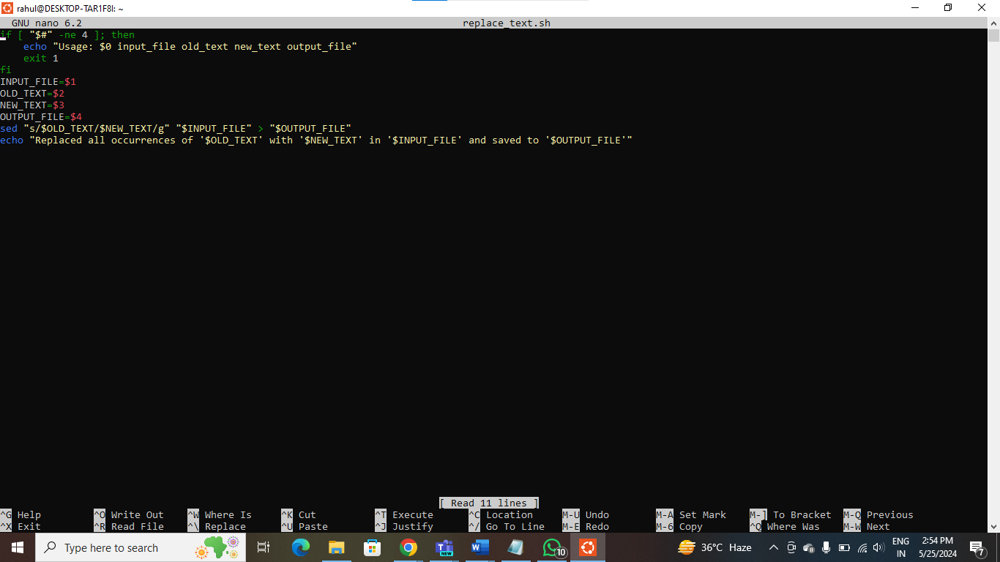 rahul@DESKTOP-TAR1F8I: ~
GNU nano 6.2 replace_text.sh
if [ "$#" -ne 4 ]; then
    echo "Usage: $0 input_file old_text new_text output_file"
    exit 1
fi
INPUT_FILE=$1
OLD_TEXT=$2
NEW_TEXT=$3
OUTPUT_FILE=$4
sed "s/$OLD_TEXT/$NEW_TEXT/g" "$INPUT_FILE" > "$OUTPUT_FILE"
echo "Replaced all occurrences of '$OLD_TEXT' with '$NEW_TEXT' in '$INPUT_FILE' and saved to '$OUTPUT_FILE'"
[ Read 11 lines ]
^G Help ^O Write Out ^W Where Is ^K Cut ^T Execute ^C Location M-U Undo M-A Set Mark M-] To Bracket M-Q Previous
^X Exit ^R Read File ^\ Replace ^U Paste ^J Justify ^/ Go To Line M-E Redo M-6 Copy ^Q Where Was M-W Next
Type here to search NEW 10 36°C Haze ENG IN 2:54 PM 5/25/2024 7